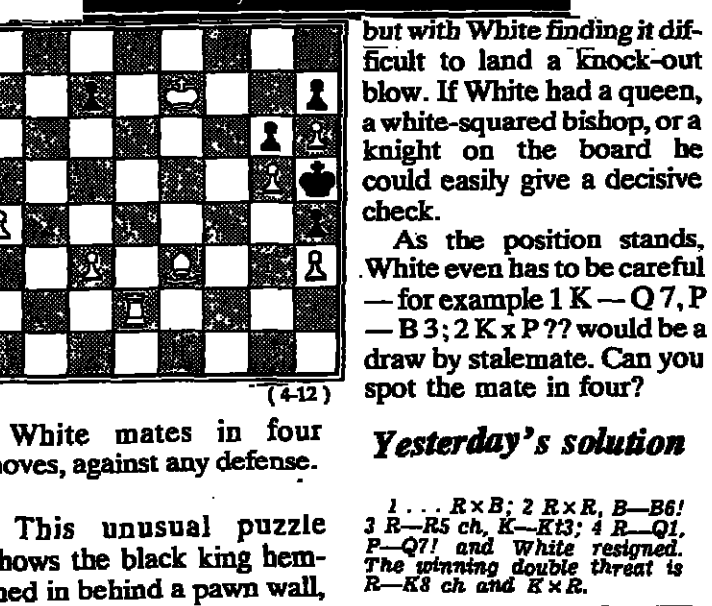 (4-12)
White mates in four
moves, against any defense.
This unusual puzzle
hows the black king hem-
ned in behind a pawn wall,
but with White finding it dif-
ficult to land a knock-out
blow. If White had a queen,
a white-squared bishop, or a
knight on the board he
could easily give a decisive
check.
As the position stands,
White even has to be careful
— for example 1 K — Q 7, P
— B 3; 2 K x P ?? would be a
draw by stalemate. Can you
spot the mate in four?
Yesterday's solution
1 . . . R×B; 2 R×R, B—B6!
3 R—R5 ch, K—Kt3; 4 R—Q1,
P—Q7! and White resigned.
The winning double threat is
R—K8 ch and K×R.